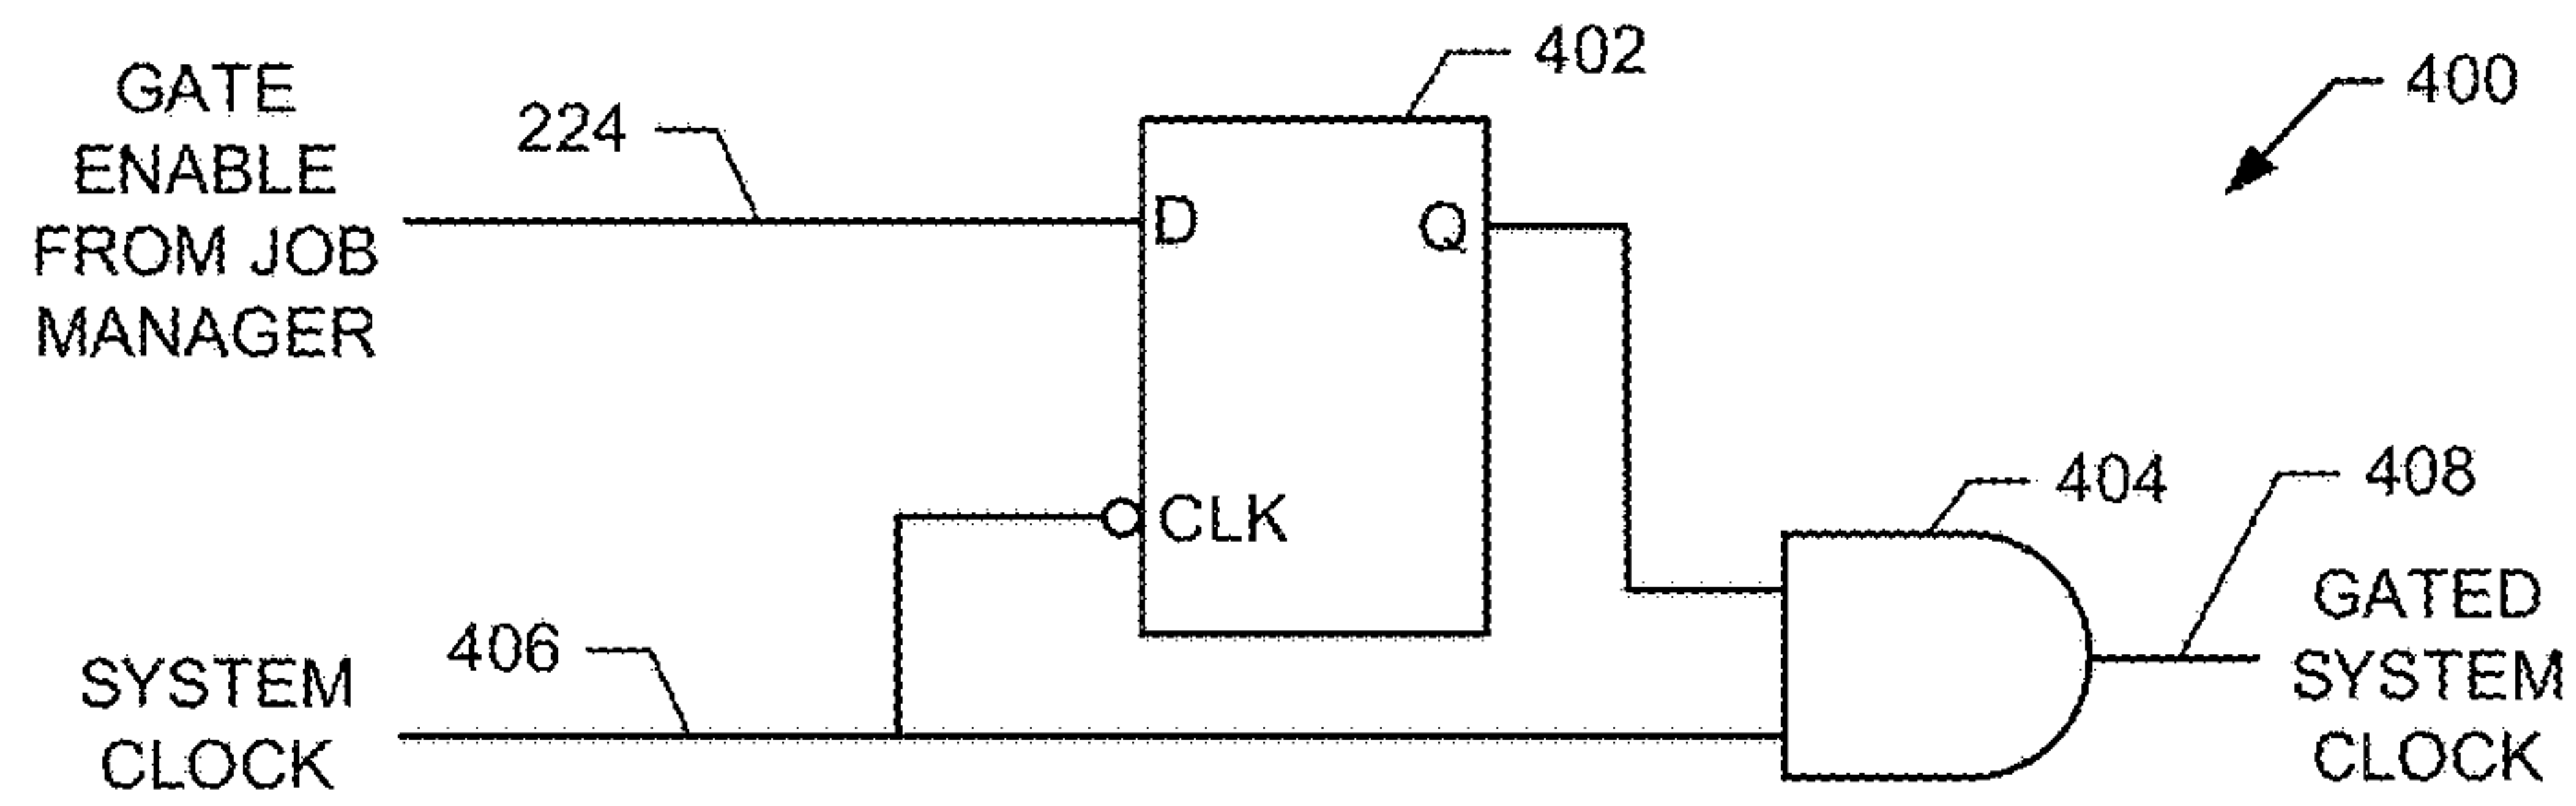 402
400
GATE
ENABLE
FROM JOB
MANAGER
224
D
Q
CLK
404
408
406
SYSTEM
CLOCK
GATED
SYSTEM
CLOCK